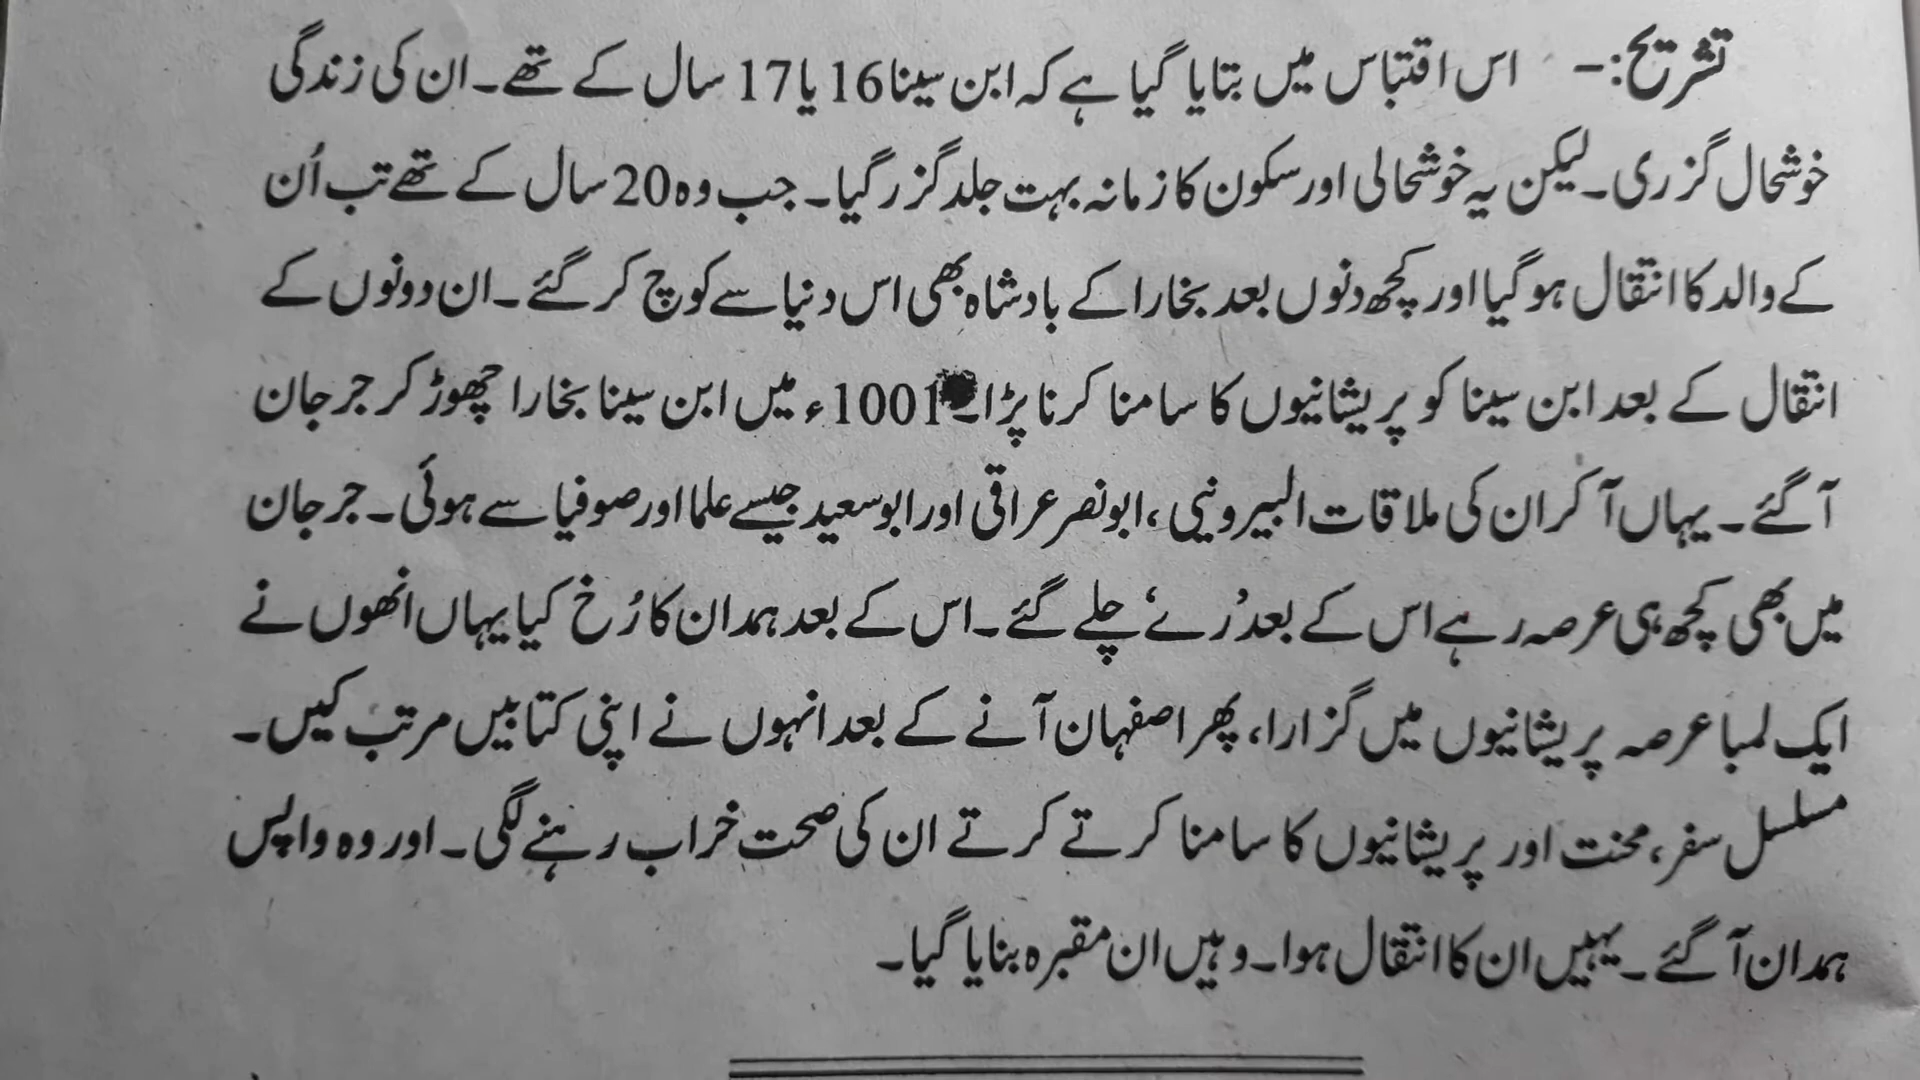 تشریح:- اس اقتباس میں بتایا گیا ہے کہ ابن سینا 16 یا 17 سال کے تھے۔ ان کی زندگی
خوشحال گزری۔ لیکن یہ خوشحالی اور سکون کا زمانہ بہت جلد گزر گیا۔ جب وہ 20 سال کے تھے تب اُن
کے والد کا انتقال ہو گیا اور کچھ دنوں بعد بخارا کے بادشاہ بھی اس دنیا سے کوچ کر گئے۔ ان دونوں کے
انتقال کے بعد ابن سینا کو پریشانیوں کا سامنا کرنا پڑا۔ 1001ء میں ابن سینا بخارا چھوڑ کر جرجان
آ گئے۔ یہاں آ کر ان کی ملاقات البیرونیی، ابونصر عراقی اور ابوسعید جیسے علما اور صوفیا سے ہوئی۔ جرجان
میں بھی کچھ ہی عرصہ رہے اس کے بعد ’رے‘ چلے گئے۔ اس کے بعد ہمدان کا رُخ کیا یہاں انھوں نے
ایک لمبا عرصہ پریشانیوں میں گزارا، پھر اصفہان آنے کے بعد انہوں نے اپنی کتابیں مرتب کیں۔
مسلسل سفر، محنت اور پریشانیوں کا سامنا کرتے کرتے ان کی صحت خراب رہنے لگی۔ اور وہ واپس
ہمدان آ گئے۔ یہیں ان کا انتقال ہوا۔ وہیں ان مقبرہ بنایا گیا۔